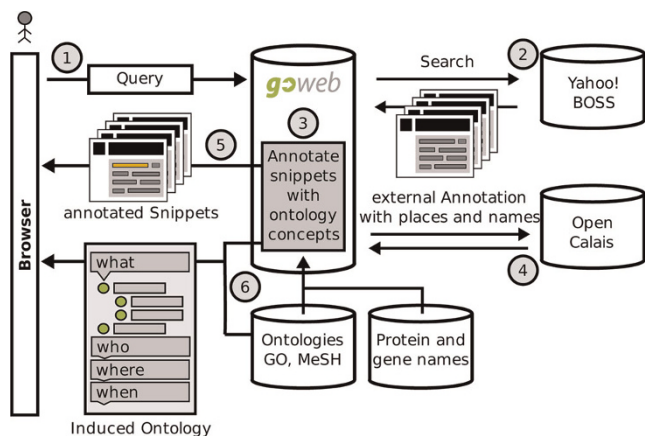 1
Query
goweb
Search
2
Yahoo!
BOSS
3
Annotate
snippets
with
ontology
concepts
5
annotated Snippets
external Annotation
with places and names
Open
Calais
4
Browser
what
who
where
when
Induced Ontology
6
Ontologies
GO, MeSH
Protein and
gene names